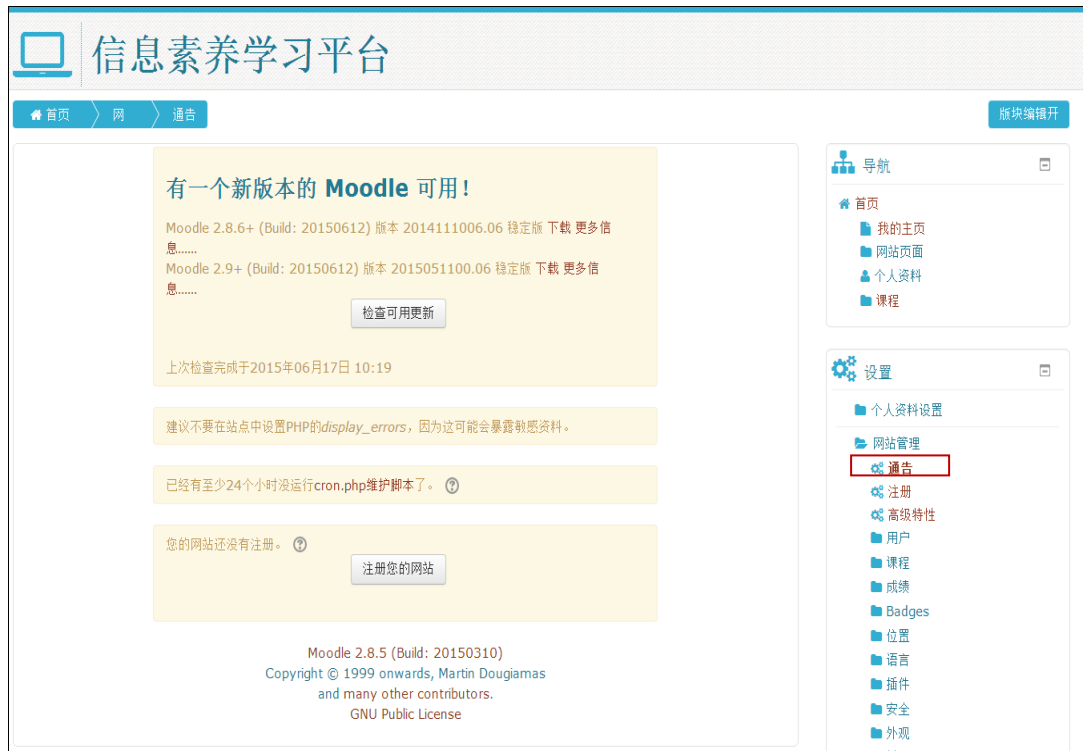 信息素养学习平台
首页 网 通告
版块编辑开
有一个新版本的 Moodle 可用！
Moodle 2.8.6+ (Build: 20150612) 版本 2014111006.06 稳定版 下载 更多信
息......
Moodle 2.9+ (Build: 20150612) 版本 2015051100.06 稳定版 下载 更多信
息......
检查可用更新
上次检查完成于2015年06月17日 10:19
建议不要在站点中设置PHP的display_errors，因为这可能会暴露敏感资料。
已经有至少24个小时没运行cron.php维护脚本了。
您的网站还没有注册。
注册您的网站
Moodle 2.8.5 (Build: 20150310)
Copyright © 1999 onwards, Martin Dougiamas
and many other contributors.
GNU Public License
导航
首页
我的主页
网站页面
个人资料
课程
设置
个人资料设置
网站管理
通告
注册
高级特性
用户
课程
成绩
Badges
位置
语言
插件
安全
外观